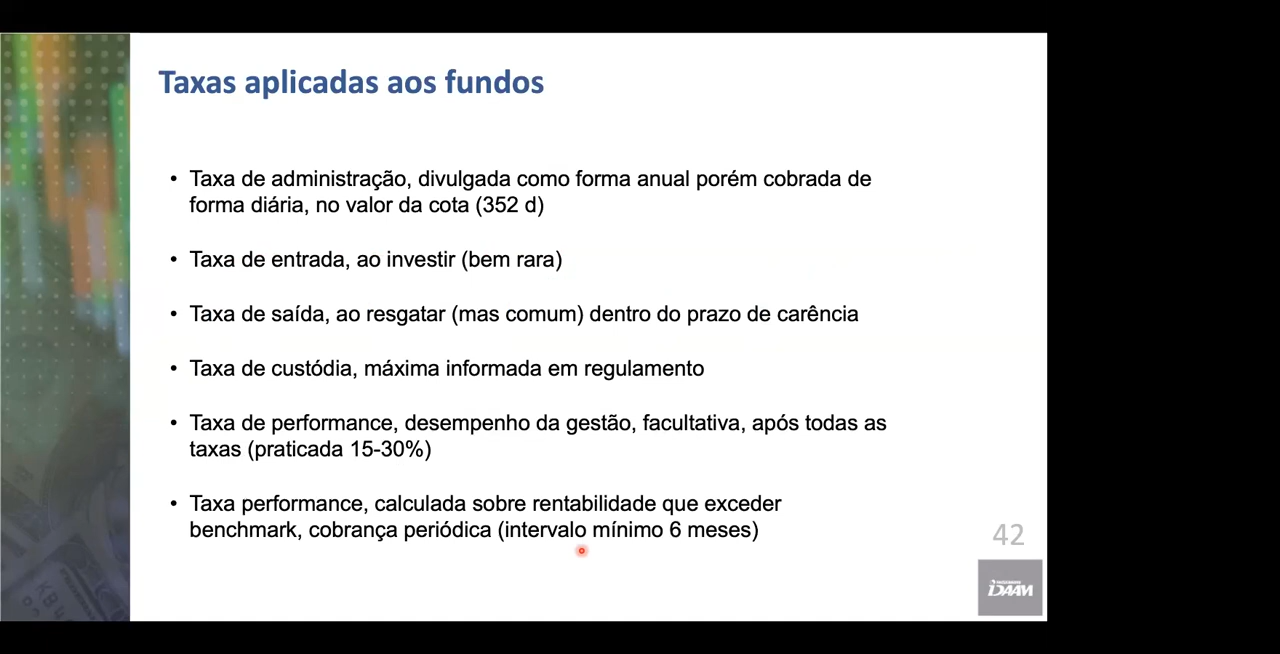 Taxas aplicadas aos fundos
• Taxa de administração, divulgada como forma anual porém cobrada de
forma diária, no valor da cota (352 d)
• Taxa de entrada, ao investir (bem rara)
• Taxa de saída, ao resgatar (mas comum) dentro do prazo de carência
• Taxa de custódia, máxima informada em regulamento
• Taxa de performance, desempenho da gestão, facultativa, após todas as
taxas (praticada 15-30%)
• Taxa performance, calculada sobre rentabilidade que exceder
benchmark, cobrança periódica (intervalo mínimo 6 meses)
42
IDAAM